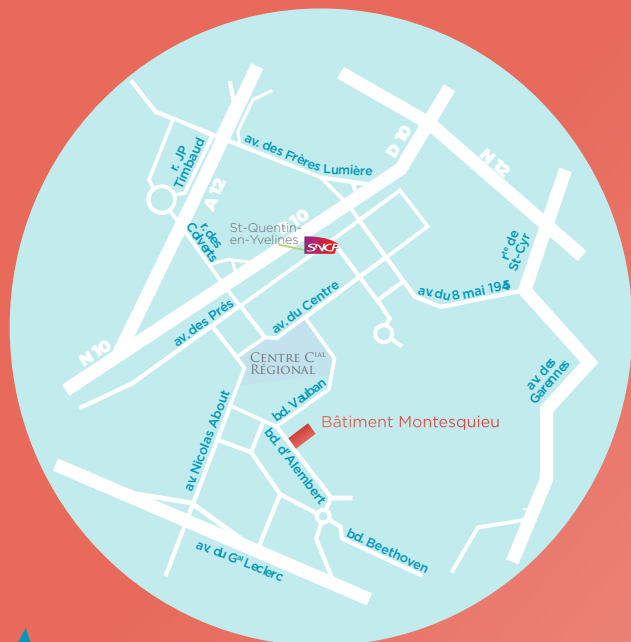 av. des Frères Lumière
D 10
N 12
r. JP
Timbaud
A 12
r. des
Cdverts
St-Quentin-
en-Yvelines
SNCF
10
rte de
St-Cyr
av. du 8 mai 1945
av. des Prés
av. du Centre
N 10
CENTRE CIAL
RÉGIONAL
av. des
Garennes
bd. Vauban
av. Nicolas About
Bâtiment Montesquieu
bd. d'Alembert
bd. Beethoven
av. du Gal Leclerc